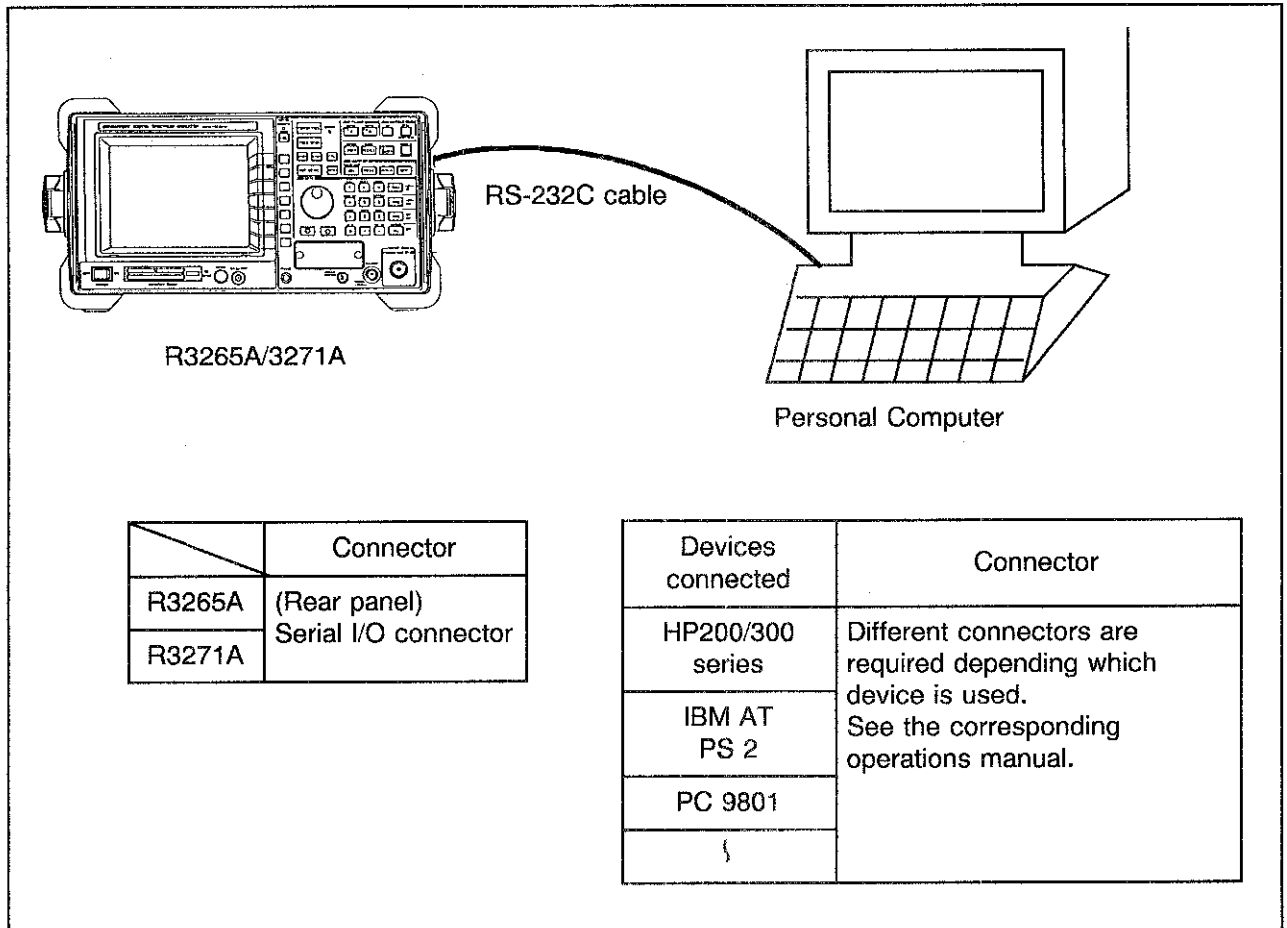 RS-232C cable
R3265A/3271A
Personal Computer
Connector
R3265A
R3271A
(Rear panel)
Serial I/O connector
Devices
connected
Connector
HP200/300
series
IBM AT
PS 2
PC 9801
Different connectors are
required depending which
device is used.
See the corresponding
operations manual.